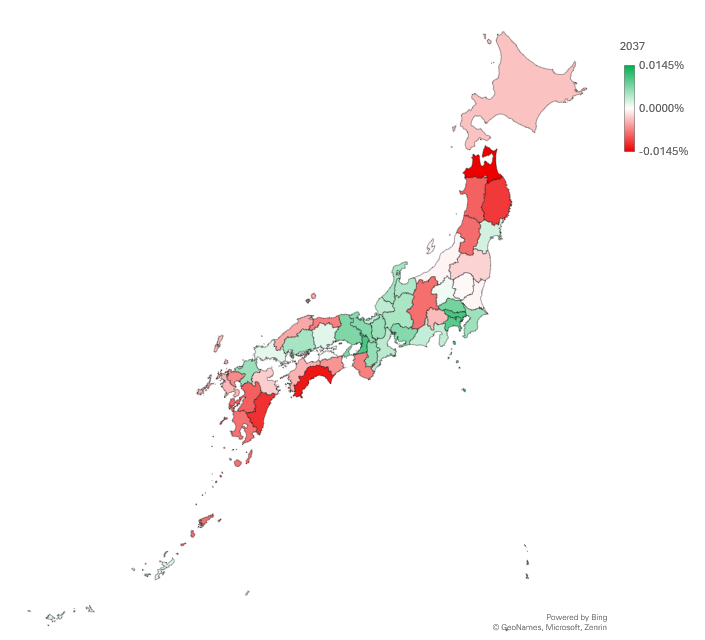 2037
0.0145%
0.0000%
-0.0145%
Powered by Bing
© GeoNames, Microsoft, Zenrin